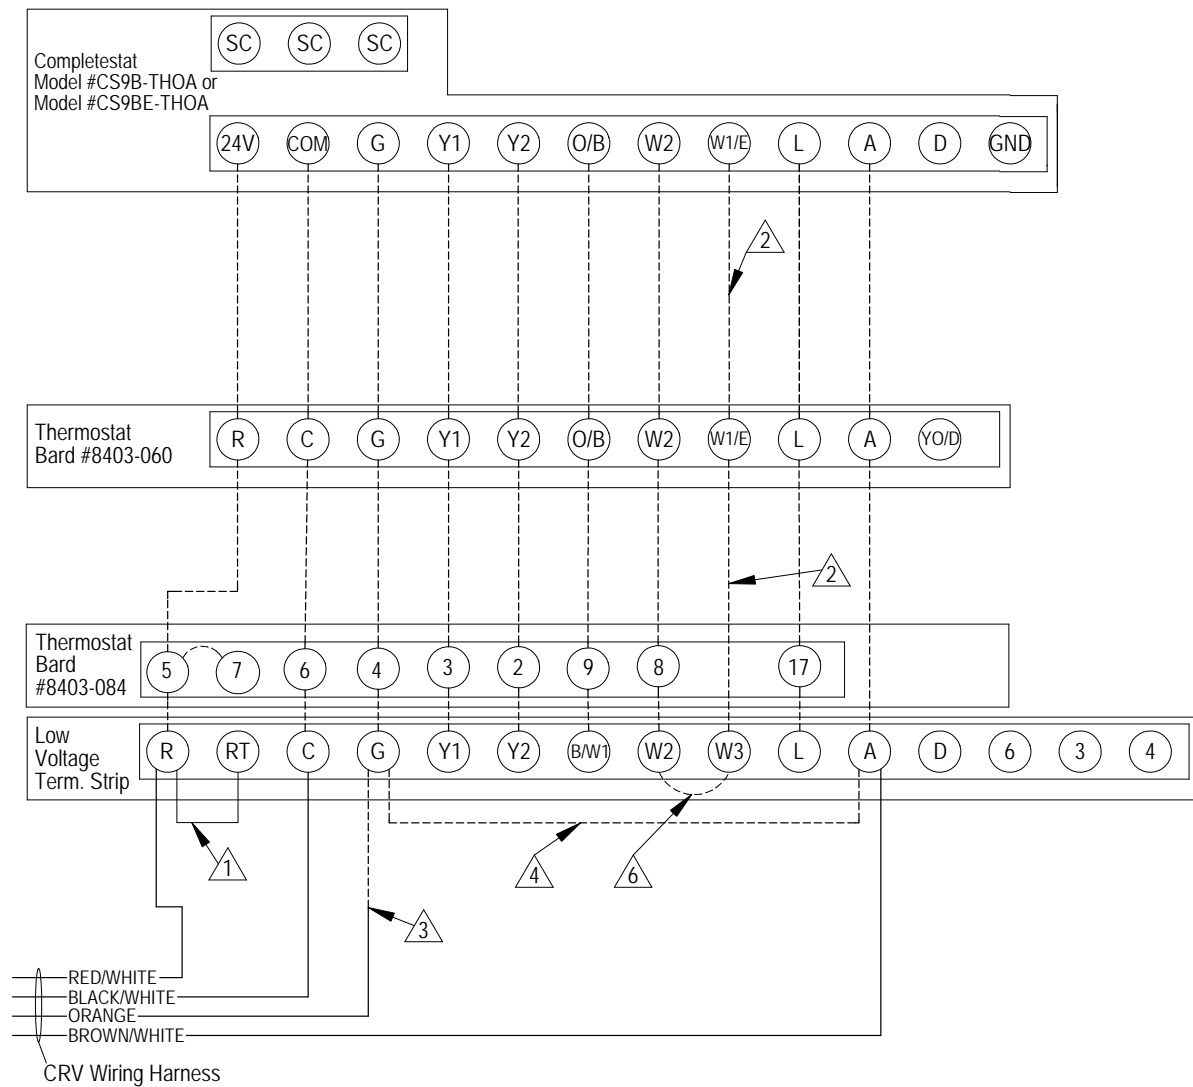 SC SC SC
Completestat
Model #CS9B-THOA or
Model #CS9BE-THOA
24V COM G Y1 Y2 O/B W2 W1/E L A D GND
2
Thermostat
Bard #8403-060
R C G Y1 Y2 O/B W2 W1/E L A YO/D
2
Thermostat
Bard
#8403-084
5 7 6 4 3 2 9 8 17
Low
Voltage
Term. Strip
R RT C G Y1 Y2 B/W1 W2 W3 L A D 6 3 4
1 4 6
3
RED/WHITE
BLACK/WHITE
ORANGE
BROWN/WHITE
CRV Wiring Harness